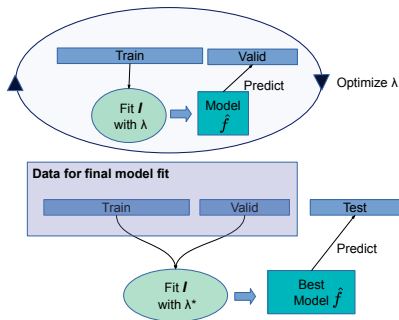 Train
Valid
Predict
Optimize λ
Fit I
with λ
Model
f̂
Data for final model fit
Train
Valid
Test
Predict
Fit I
with λ*
Best
Model f̂